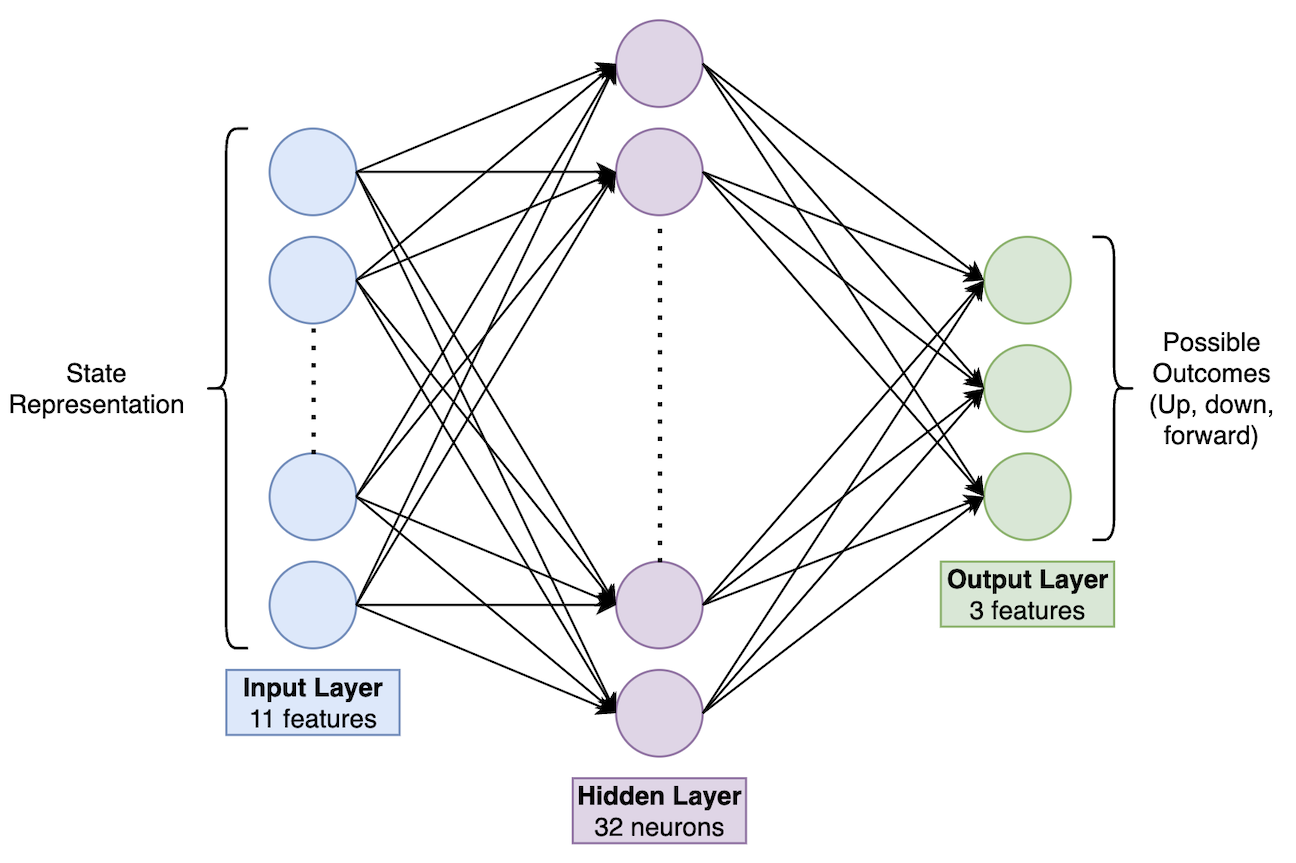 State
Representation
Input Layer
11 features
Hidden Layer
32 neurons
Output Layer
3 features
Possible
Outcomes
(Up, down,
forward)